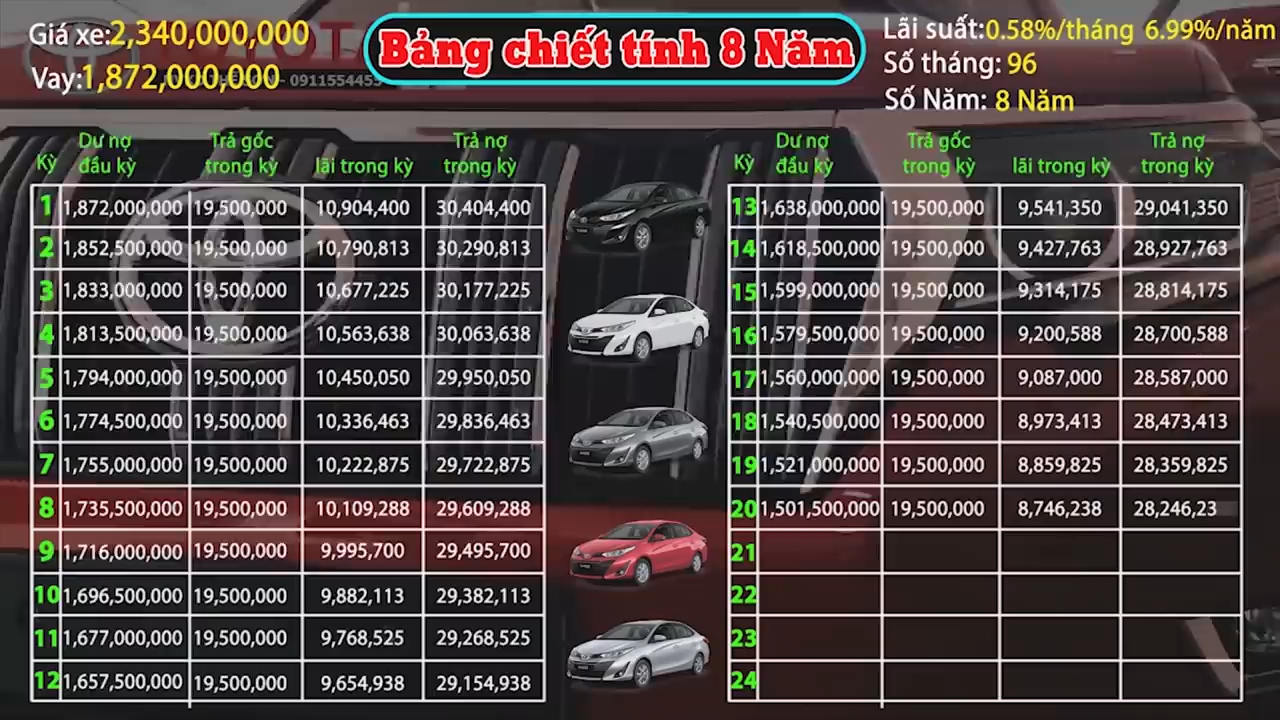 Giá xe:2,340,000,000
Vay:1,872,000,000
Bảng chiết tính 8 Năm
Lãi suất:0.58%/tháng 6.99%/năm
Số tháng: 96
Số Năm: 8 Năm
Kỳ Dư nợ đầu kỳ Trả gốc trong kỳ lãi trong kỳ Trả nợ trong kỳ
1 1,872,000,000 19,500,000 10,904,400 30,404,400
2 1,852,500,000 19,500,000 10,790,813 30,290,813
3 1,833,000,000 19,500,000 10,677,225 30,177,225
4 1,813,500,000 19,500,000 10,563,638 30,063,638
5 1,794,000,000 19,500,000 10,450,050 29,950,050
6 1,774,500,000 19,500,000 10,336,463 29,836,463
7 1,755,000,000 19,500,000 10,222,875 29,722,875
8 1,735,500,000 19,500,000 10,109,288 29,609,288
9 1,716,000,000 19,500,000 9,995,700 29,495,700
10 1,696,500,000 19,500,000 9,882,113 29,382,113
11 1,677,000,000 19,500,000 9,768,525 29,268,525
12 1,657,500,000 19,500,000 9,654,938 29,154,938
Kỳ Dư nợ đầu kỳ Trả gốc trong kỳ lãi trong kỳ Trả nợ trong kỳ
13 1,638,000,000 19,500,000 9,541,350 29,041,350
14 1,618,500,000 19,500,000 9,427,763 28,927,763
15 1,599,000,000 19,500,000 9,314,175 28,814,175
16 1,579,500,000 19,500,000 9,200,588 28,700,588
17 1,560,000,000 19,500,000 9,087,000 28,587,000
18 1,540,500,000 19,500,000 8,973,413 28,473,413
19 1,521,000,000 19,500,000 8,859,825 28,359,825
20 1,501,500,000 19,500,000 8,746,238 28,246,23
21
22
23
24